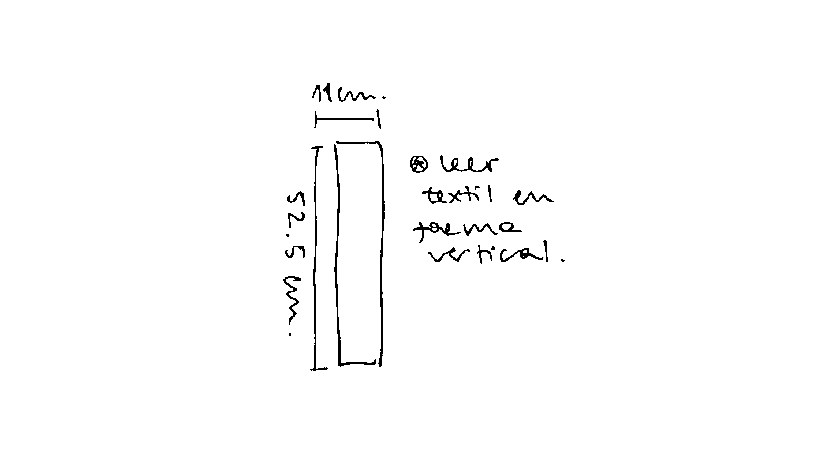 11cm.
52.5 cm.
⊛ leer
textil en
forma
vertical.